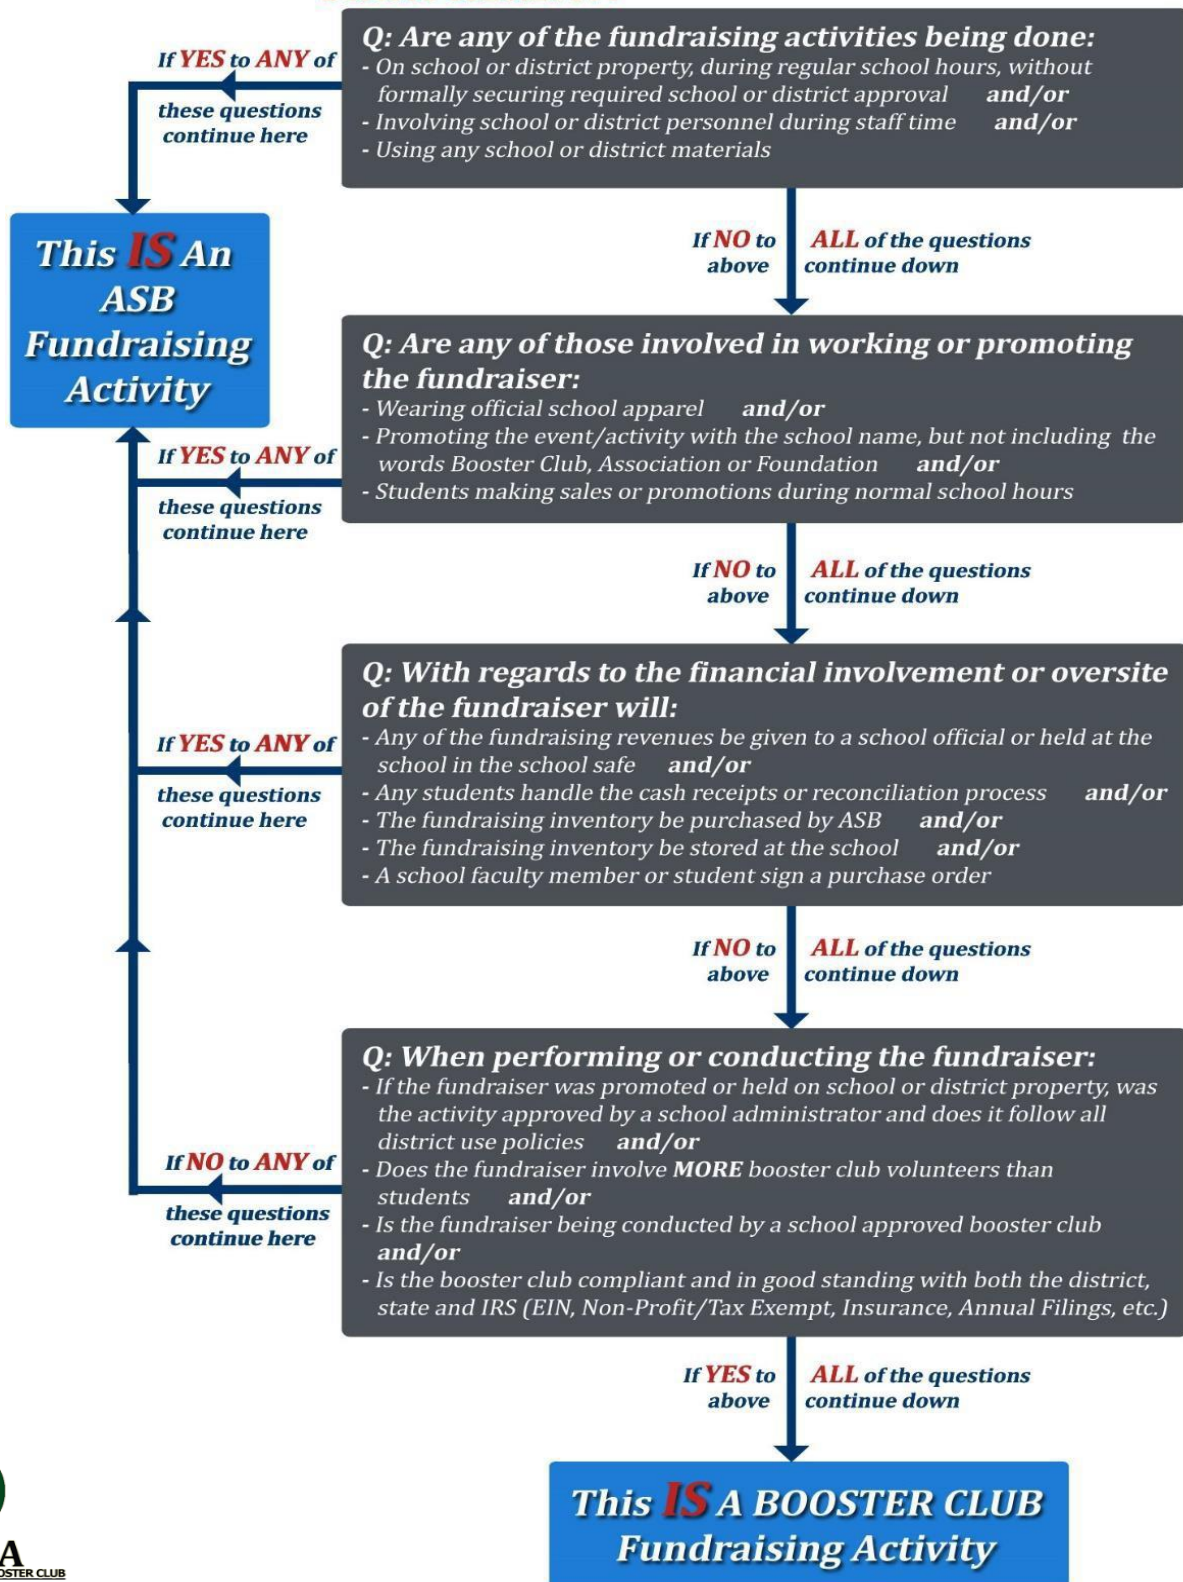 Q: Are any of the fundraising activities being done:
- On school or district property, during regular school hours, without
formally securing required school or district approval and/or
- Involving school or district personnel during staff time and/or
- Using any school or district materials
If YES to ANY of
these questions
continue here
This IS An
ASB
Fundraising
Activity
If NO to ALL of the questions
above continue down
Q: Are any of those involved in working or promoting
the fundraiser:
- Wearing official school apparel and/or
- Promoting the event/activity with the school name, but not including the
words Booster Club, Association or Foundation and/or
- Students making sales or promotions during normal school hours
If YES to ANY of
these questions
continue here
If NO to ALL of the questions
above continue down
Q: With regards to the financial involvement or oversite
of the fundraiser will:
- Any of the fundraising revenues be given to a school official or held at the
school in the school safe and/or
- Any students handle the cash receipts or reconciliation process and/or
- The fundraising inventory be purchased by ASB and/or
- The fundraising inventory be stored at the school and/or
- A school faculty member or student sign a purchase order
If YES to ANY of
these questions
continue here
If NO to ALL of the questions
above continue down
Q: When performing or conducting the fundraiser:
- If the fundraiser was promoted or held on school or district property, was
the activity approved by a school administrator and does it follow all
district use policies and/or
- Does the fundraiser involve MORE booster club volunteers than
students and/or
- Is the fundraiser being conducted by a school approved booster club
and/or
- Is the booster club compliant and in good standing with both the district,
state and IRS (EIN, Non-Profit/Tax Exempt, Insurance, Annual Filings, etc.)
If NO to ANY of
these questions
continue here
If YES to ALL of the questions
above continue down
This IS A BOOSTER CLUB
Fundraising Activity
A
CLUB